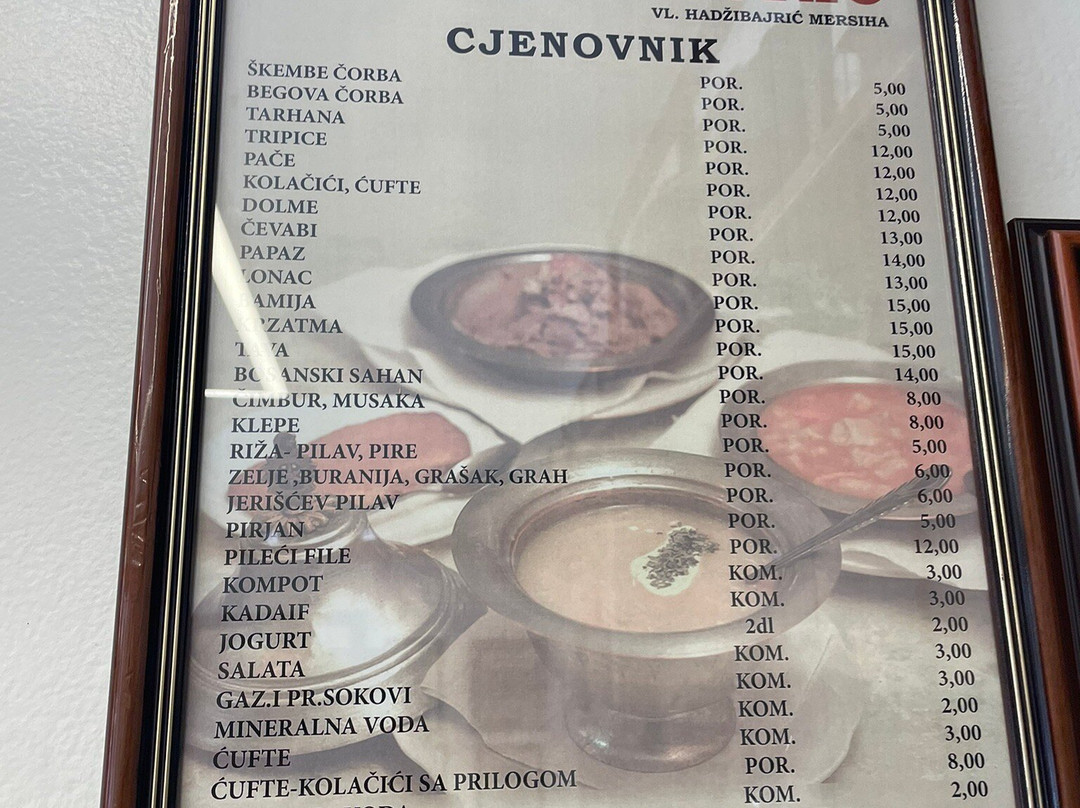 VL. HADŽIBAJRIĆ MERSIHA
CJENOVNIK
ŠKEMBE ČORBA POR. 5,00
BEGOVA ČORBA POR. 5,00
TARHANA POR. 5,00
TRIPICE POR. 12,00
PAČE POR. 12,00
KOLAČIĆI, ĆUFTE POR. 12,00
DOLME POR. 12,00
ČEVABI POR. 13,00
PAPAZ POR. 14,00
LONAC POR. 13,00
BAMIJA POR. 15,00
KRZATMA POR. 15,00
TAVA POR. 15,00
BOSANSKI SAHAN POR. 14,00
ČIMBUR, MUSAKA POR. 8,00
KLEPE POR. 8,00
RIŽA- PILAV, PIRE POR. 5,00
ZELJE ,BURANIJA, GRAŠAK, GRAH POR. 6,00
JERIŠĆEV PILAV POR. 6,00
PIRJAN POR. 5,00
PILEĆI FILE POR. 12,00
KOMPOT KOM. 3,00
KADAIF KOM. 3,00
JOGURT 2dl 2,00
SALATA KOM. 3,00
GAZ.I PR.SOKOVI KOM. 3,00
MINERALNA VODA KOM. 2,00
ĆUFTE KOM. 3,00
ĆUFTE-KOLAČIĆI SA PRILOGOM POR. 8,00
KOM. 2,00